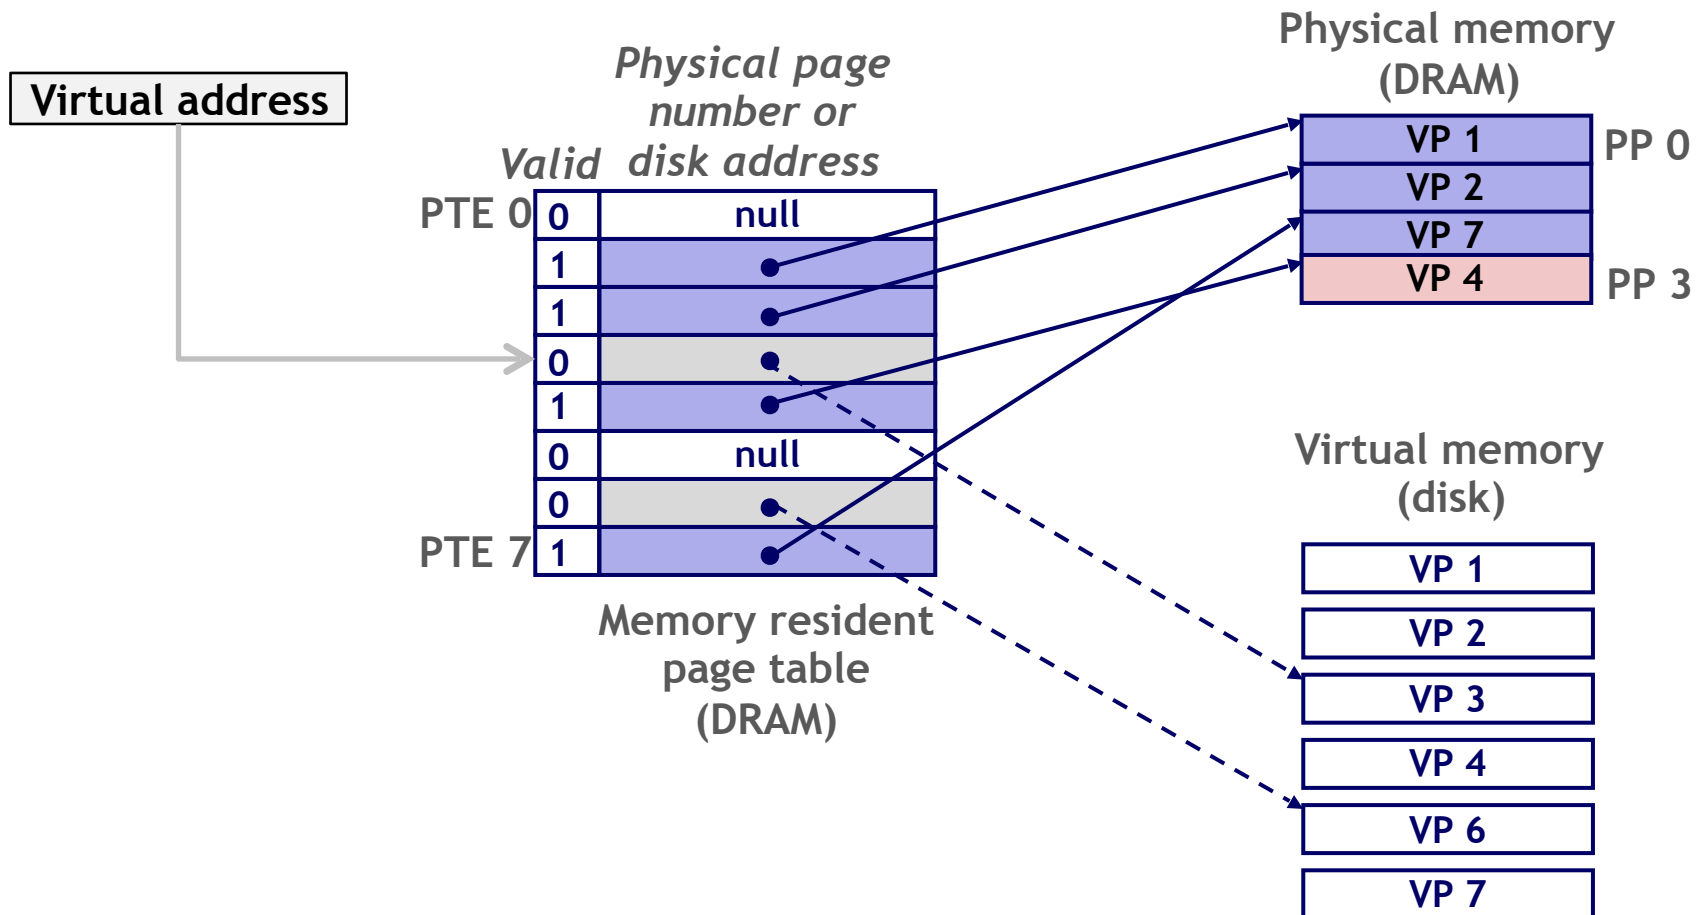 Virtual address
Physical page
number or
disk address
Valid
PTE 0
0
null
1
1
0
1
0
null
0
PTE 7
1
Memory resident
page table
(DRAM)
Physical memory
(DRAM)
VP 1
PP 0
VP 2
VP 7
VP 4
PP 3
Virtual memory
(disk)
VP 1
VP 2
VP 3
VP 4
VP 6
VP 7